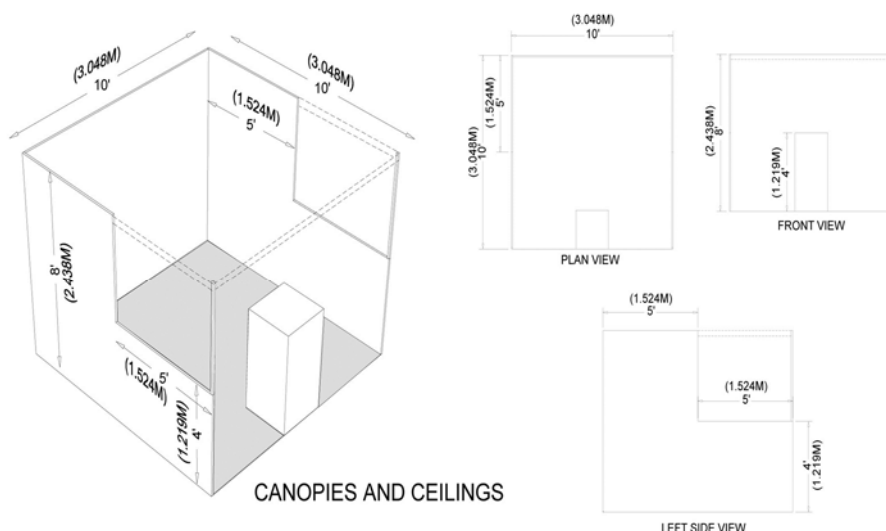 (3.048M)
10'
(3.048M)
10'
(1.524M)
5'
8'
(2.438M)
5'
(1.524M)
(1.219M)
4'
CANOPIES AND CEILINGS
(3.048M)
10'
(1.524M)
5'
(3.048M)
10'
PLAN VIEW
(2.438M)
8'
(1.219M)
4'
FRONT VIEW
(1.524M)
5'
(1.524M)
5'
4'
(1.219M)
LEFT SIDE VIEW